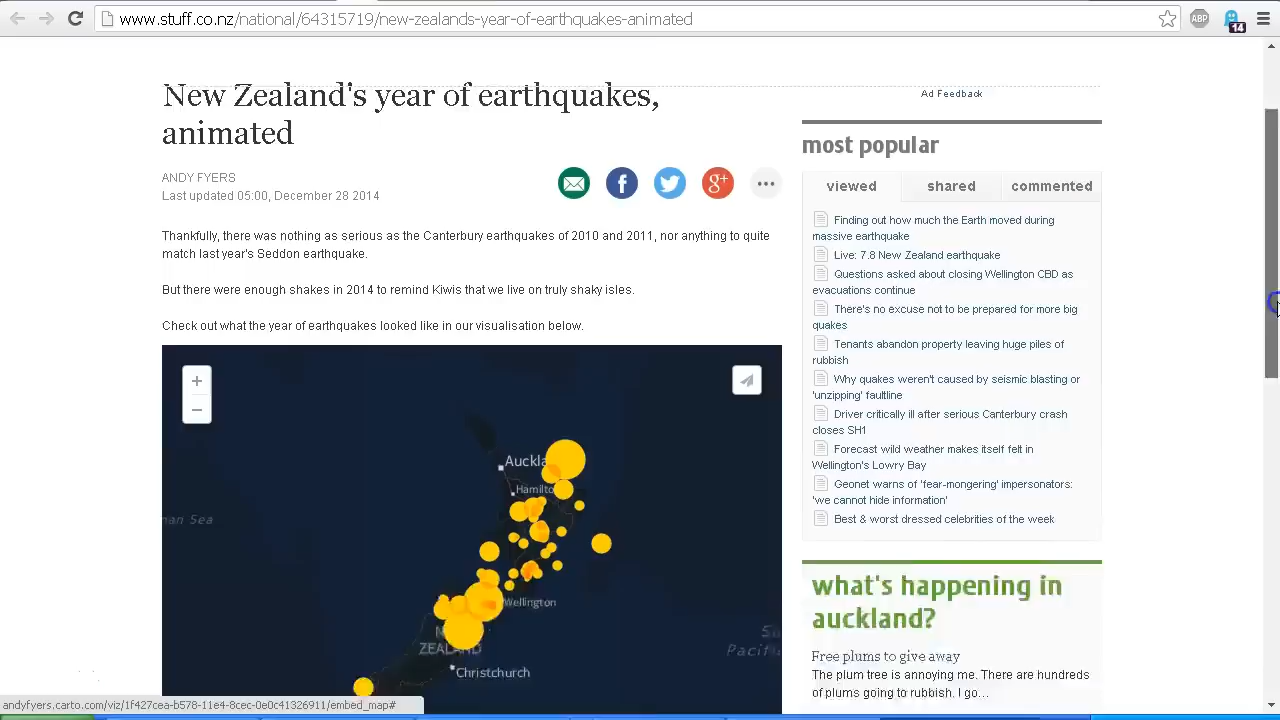 www.stuff.co.nz/national/64315719/new-zealands-year-of-earthquakes-animated
ABP
14
New Zealand's year of earthquakes,
animated
ANDY FYERS
Last updated 05:00, December 28 2014
f
g+
Thankfully, there was nothing as serious as the Canterbury earthquakes of 2010 and 2011, nor anything to quite
match last year's Seddon earthquake.
But there were enough shakes in 2014 to remind Kiwis that we live on truly shaky isles.
Check out what the year of earthquakes looked like in our visualisation below.
+
−
Auckla
Hamilto
an Sea
Wellington
ZEALAND
Christchurch
Pacif
Ad Feedback
most popular
viewed shared commented
Finding out how much the Earth moved during
massive earthquake
Live: 7.8 New Zealand earthquake
Questions asked about closing Wellington CBD as
evacuations continue
There's no excuse not to be prepared for more big
quakes
Tenants abandon property leaving huge piles of
rubbish
Why quakes weren't caused by seismic blasting or
'unzipping' faultline
Driver critically ill after serious Canterbury crash
closes SH1
Forecast wild weather makes itself felt in
Wellington's Lowry Bay
Geonet warns of 'fear-mongering' impersonators:
'we cannot hide information'
Best & worst dressed celebrities of the week
what's happening in
auckland?
Free plums to give away
The plum tree is annoying me. There are hundreds
of plums going to rubbish. I go...
andyfyers.carto.com/viz/1f427cea-b578-11e4-8cec-0e0c41326911/embed_map#